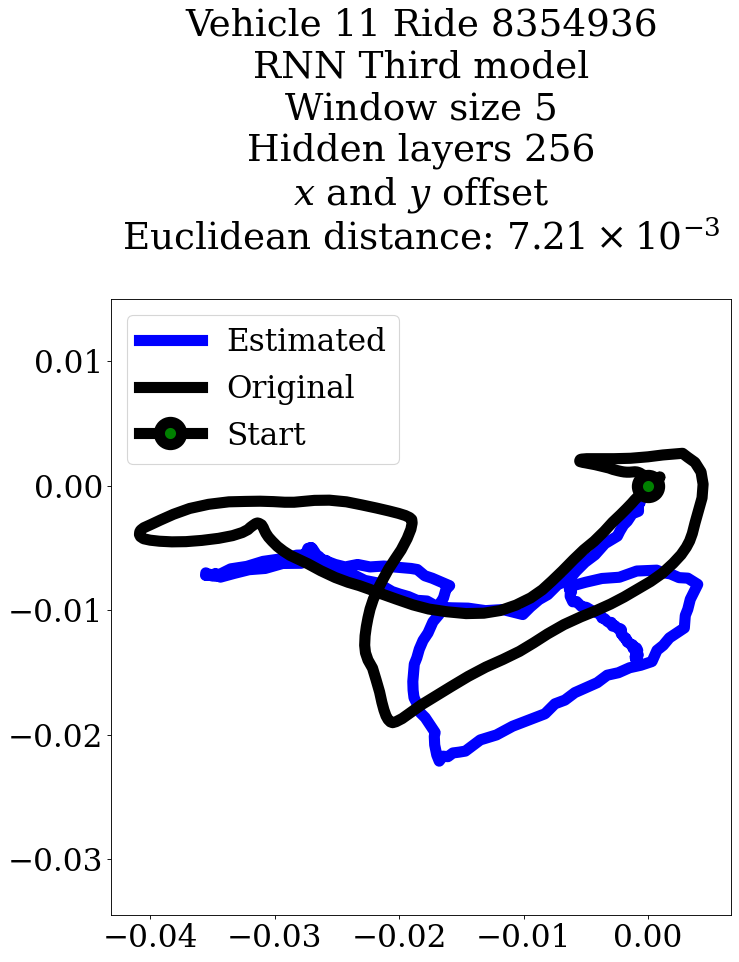 Vehicle 11 Ride 8354936
RNN Third model
Window size 5
Hidden layers 256
x and y offset
Euclidean distance: 7.21 × 10⁻³
Estimated
Original
Start
0.01
0.00
−0.01
−0.02
−0.03
−0.04 −0.03 −0.02 −0.01 0.00